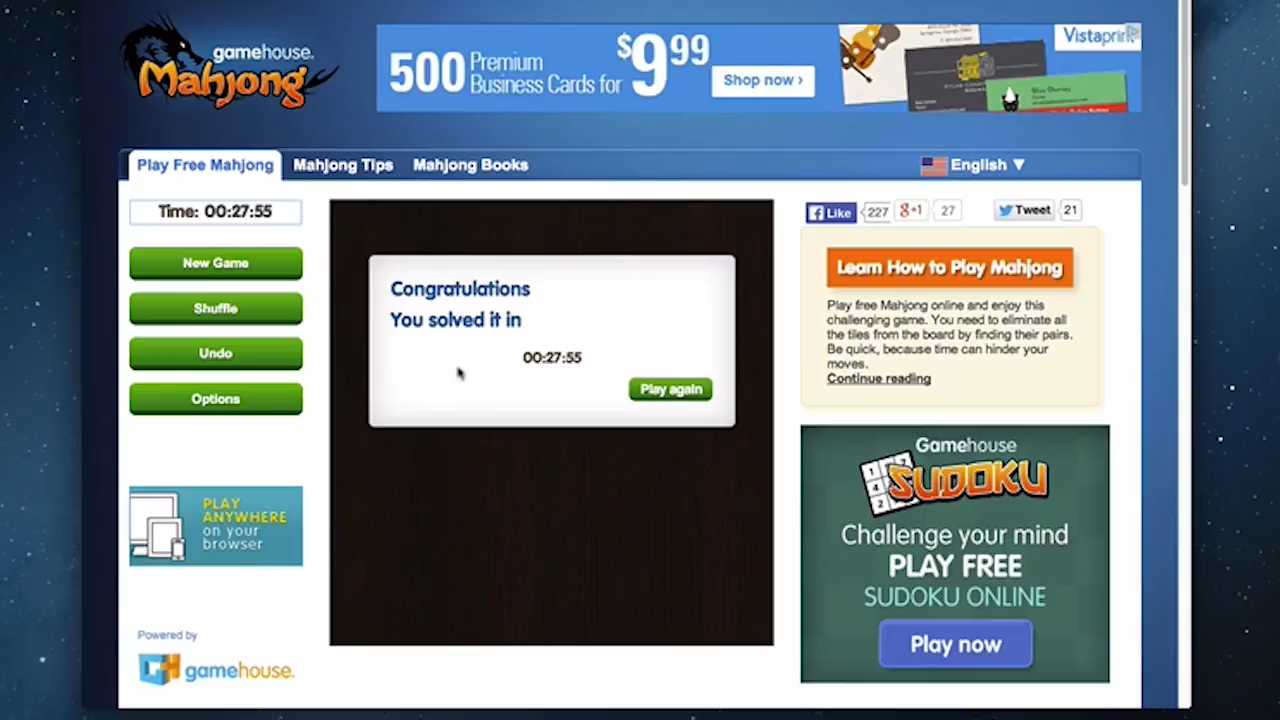 gamehouse.
Mahjong
500 Premium
Business Cards for
$9.99
Shop now ›
Vistaprint
Play Free Mahjong
Mahjong Tips
Mahjong Books
English ▼
Time: 00:27:55
New Game
Shuffle
Undo
Options
PLAY
ANYWHERE
on your
browser
Powered by
gamehouse.
Congratulations
You solved it in
00:27:55
Play again
Like
227
g+1
27
Tweet
21
Learn How to Play Mahjong
Play free Mahjong online and enjoy this
challenging game. You need to eliminate all
the tiles from the board by finding their pairs.
Be quick, because time can hinder your
moves.
Continue reading
Gamehouse
SUDOKU
Challenge your mind
PLAY FREE
SUDOKU ONLINE
Play now